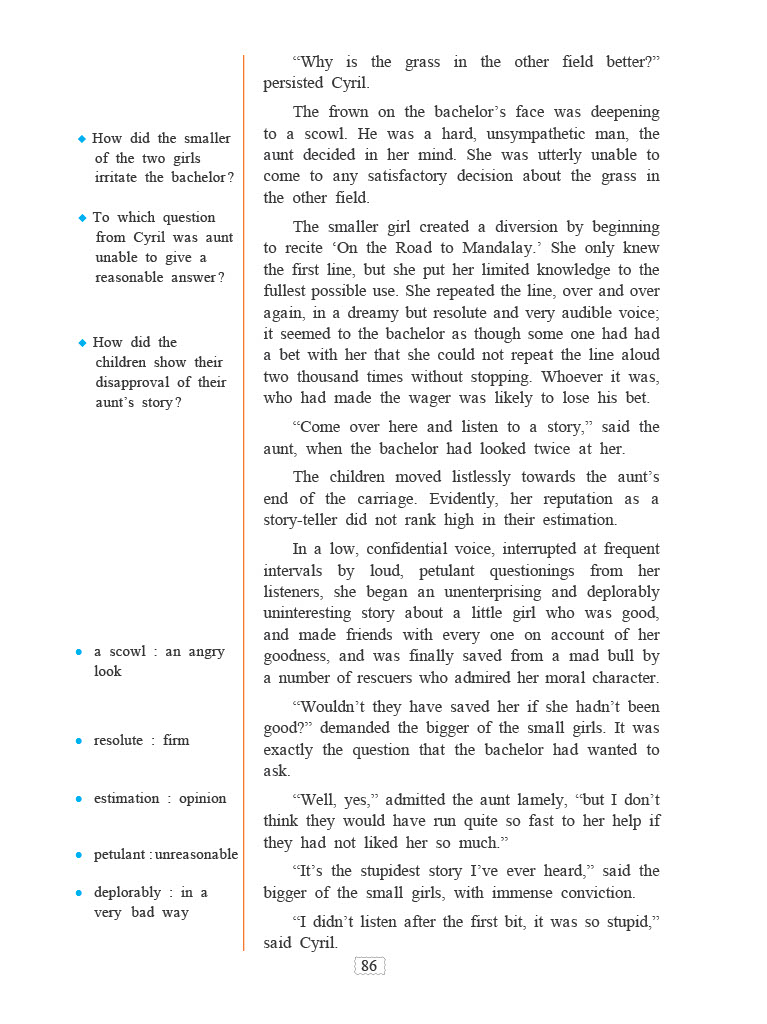 “Why is the grass in the other field better?”
persisted Cyril.
The frown on the bachelor’s face was deepening
to a scowl. He was a hard, unsympathetic man, the
aunt decided in her mind. She was utterly unable to
come to any satisfactory decision about the grass in
the other field.
The smaller girl created a diversion by beginning
to recite ‘On the Road to Mandalay.’ She only knew
the first line, but she put her limited knowledge to the
fullest possible use. She repeated the line, over and over
again, in a dreamy but resolute and very audible voice;
it seemed to the bachelor as though some one had had
a bet with her that she could not repeat the line aloud
two thousand times without stopping. Whoever it was,
who had made the wager was likely to lose his bet.
“Come over here and listen to a story,” said the
aunt, when the bachelor had looked twice at her.
The children moved listlessly towards the aunt’s
end of the carriage. Evidently, her reputation as a
story-teller did not rank high in their estimation.
In a low, confidential voice, interrupted at frequent
intervals by loud, petulant questionings from her
listeners, she began an unenterprising and deplorably
uninteresting story about a little girl who was good,
and made friends with every one on account of her
goodness, and was finally saved from a mad bull by
a number of rescuers who admired her moral character.
“Wouldn’t they have saved her if she hadn’t been
good?” demanded the bigger of the small girls. It was
exactly the question that the bachelor had wanted to
ask.
“Well, yes,” admitted the aunt lamely, “but I don’t
think they would have run quite so fast to her help if
they had not liked her so much.”
“It’s the stupidest story I’ve ever heard,” said the
bigger of the small girls, with immense conviction.
“I didn’t listen after the first bit, it was so stupid,”
said Cyril.
◆ How did the smaller
of the two girls
irritate the bachelor?
◆ To which question
from Cyril was aunt
unable to give a
reasonable answer?
◆ How did the
children show their
disapproval of their
aunt’s story?
● a scowl : an angry
look
● resolute : firm
● estimation : opinion
● petulant : unreasonable
● deplorably : in a
very bad way
86